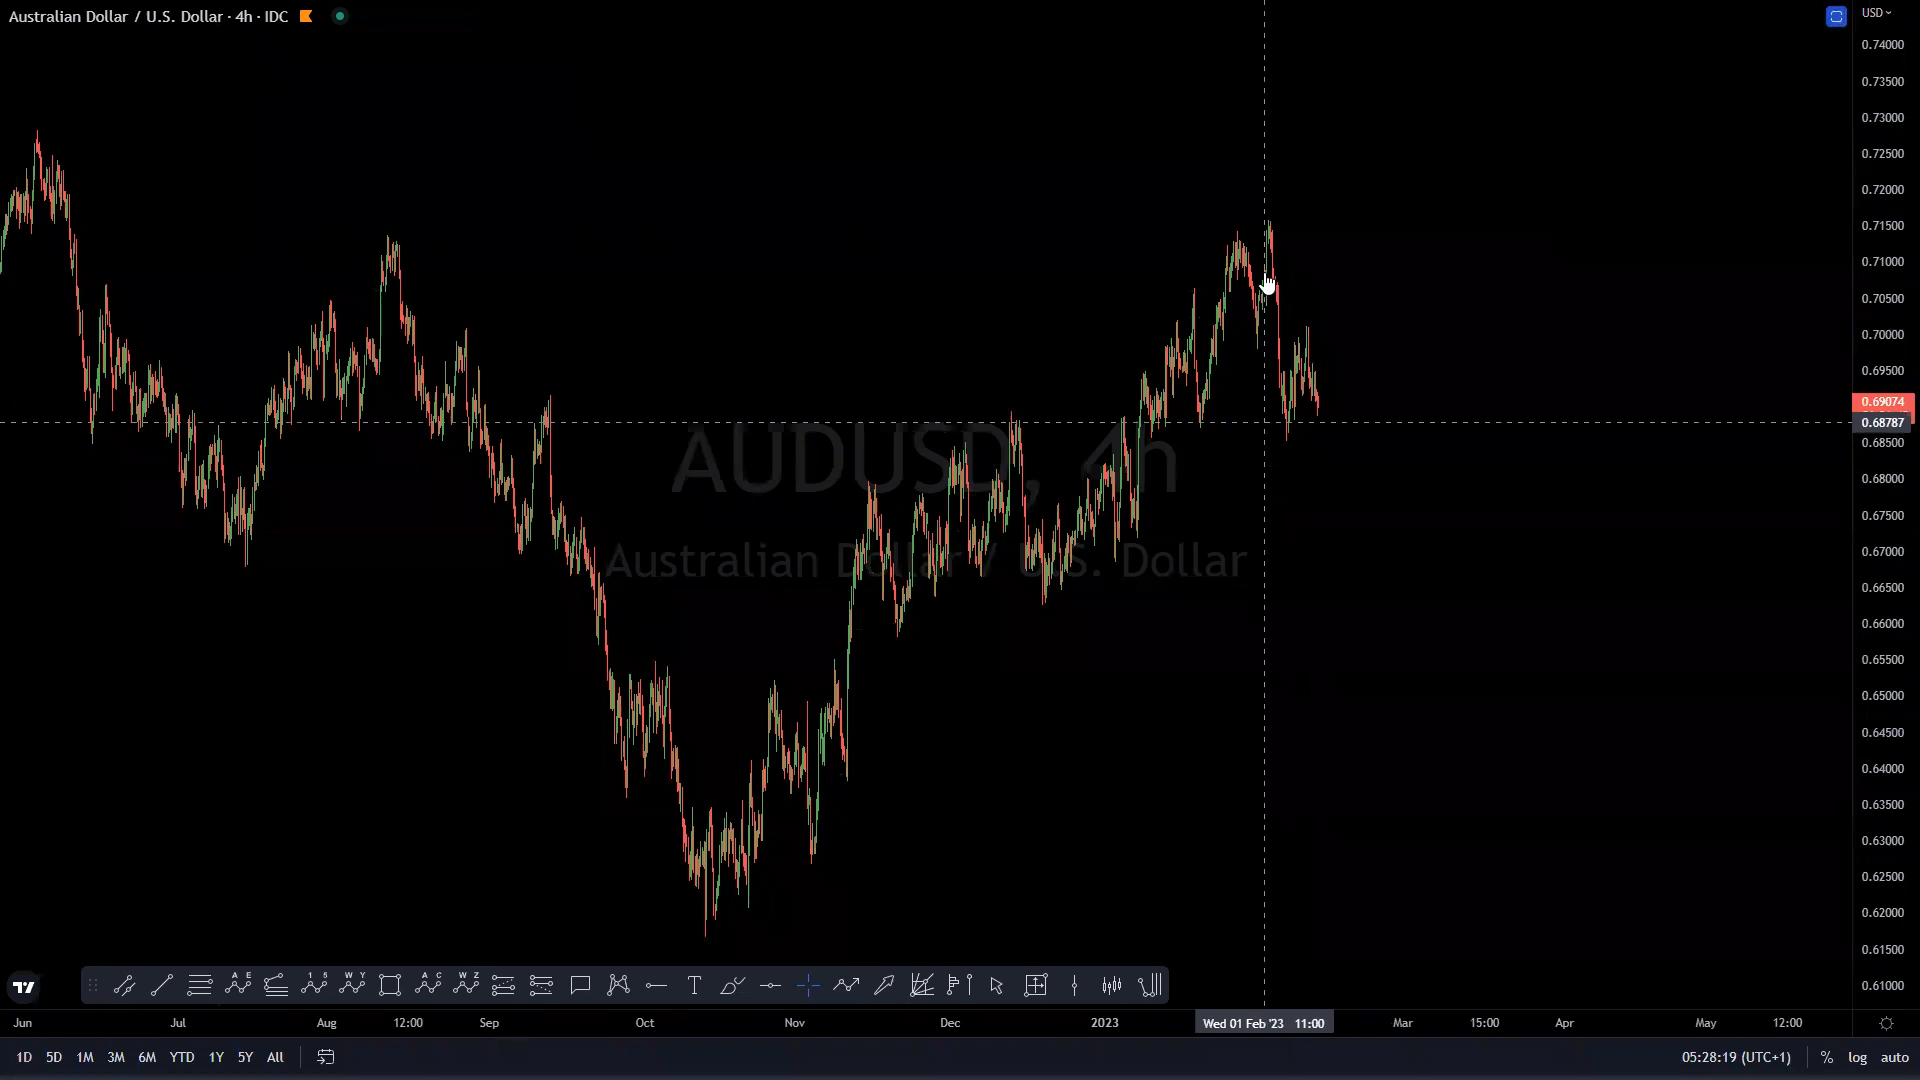 Australian Dollar / U.S. Dollar · 4h · IDC
USD
0.74000
0.73500
0.73000
0.72500
0.72000
0.71500
0.71000
0.70500
0.70000
0.69500
0.69074
0.68787
0.68500
0.68000
0.67500
0.67000
0.66500
0.66000
0.65500
0.65000
0.64500
0.64000
0.63500
0.63000
0.62500
0.62000
0.61500
0.61000
AUDUSD, 4h
Australian Dollar / U.S. Dollar
A E
1 5
W Y
A C
W Z
T
Jun Jul Aug 12:00 Sep Oct Nov Dec 2023 Wed 01 Feb '23 11:00 Mar 15:00 Apr May 12:00
1D 5D 1M 3M 6M YTD 1Y 5Y All 05:28:19 (UTC+1) % log auto